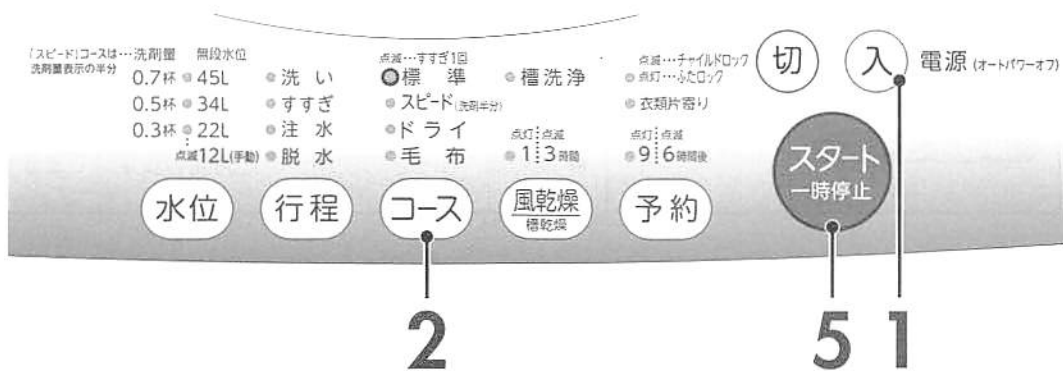 (スピード)コースは…
洗剤量表示の半分
洗剤量 無段水位
0.7杯 45L
0.5杯 34L
0.3杯 22L
点滅12L(手動)
水位
洗い
すすぎ
注水
脱水
行程
点滅…すすぎ1回
標準
スピード(洗剤半分)
ドライ
毛布
コース
槽洗浄
点灯 点滅
1 3時間
風乾燥
槽乾燥
点滅…チャイルドロック
点灯…ふたロック
衣類片寄り
点灯 点滅
9 6時間後
予約
切
入
電源(オートパワーオフ)
スタート
一時停止
2
5
1